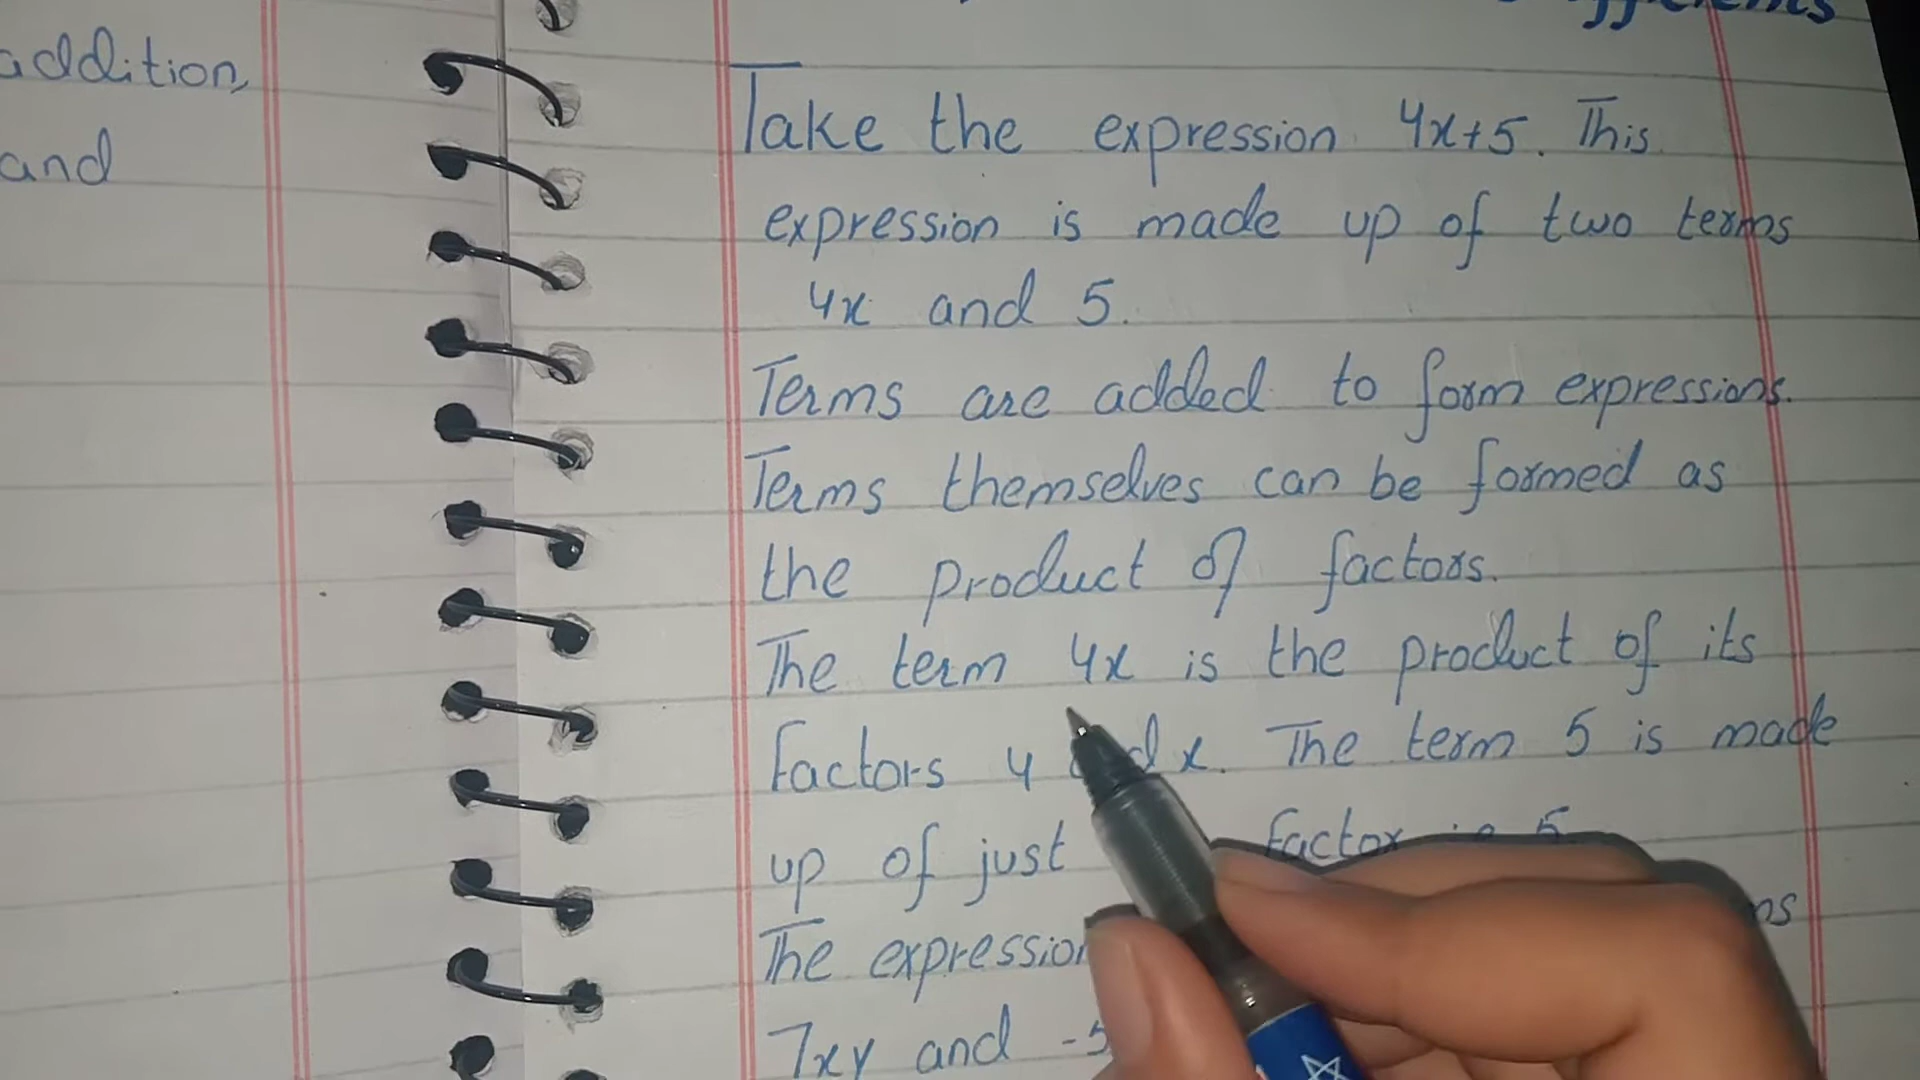 addition,
and
Take the expression 4x+5. This
expression is made up of two terms
4x and 5.
Terms are added to form expressions.
Terms themselves can be formed as
the product of factors.
The term 4x is the product of its
factors 4 x. The term 5 is made
up of just factor 5
The expression
7xy and -5